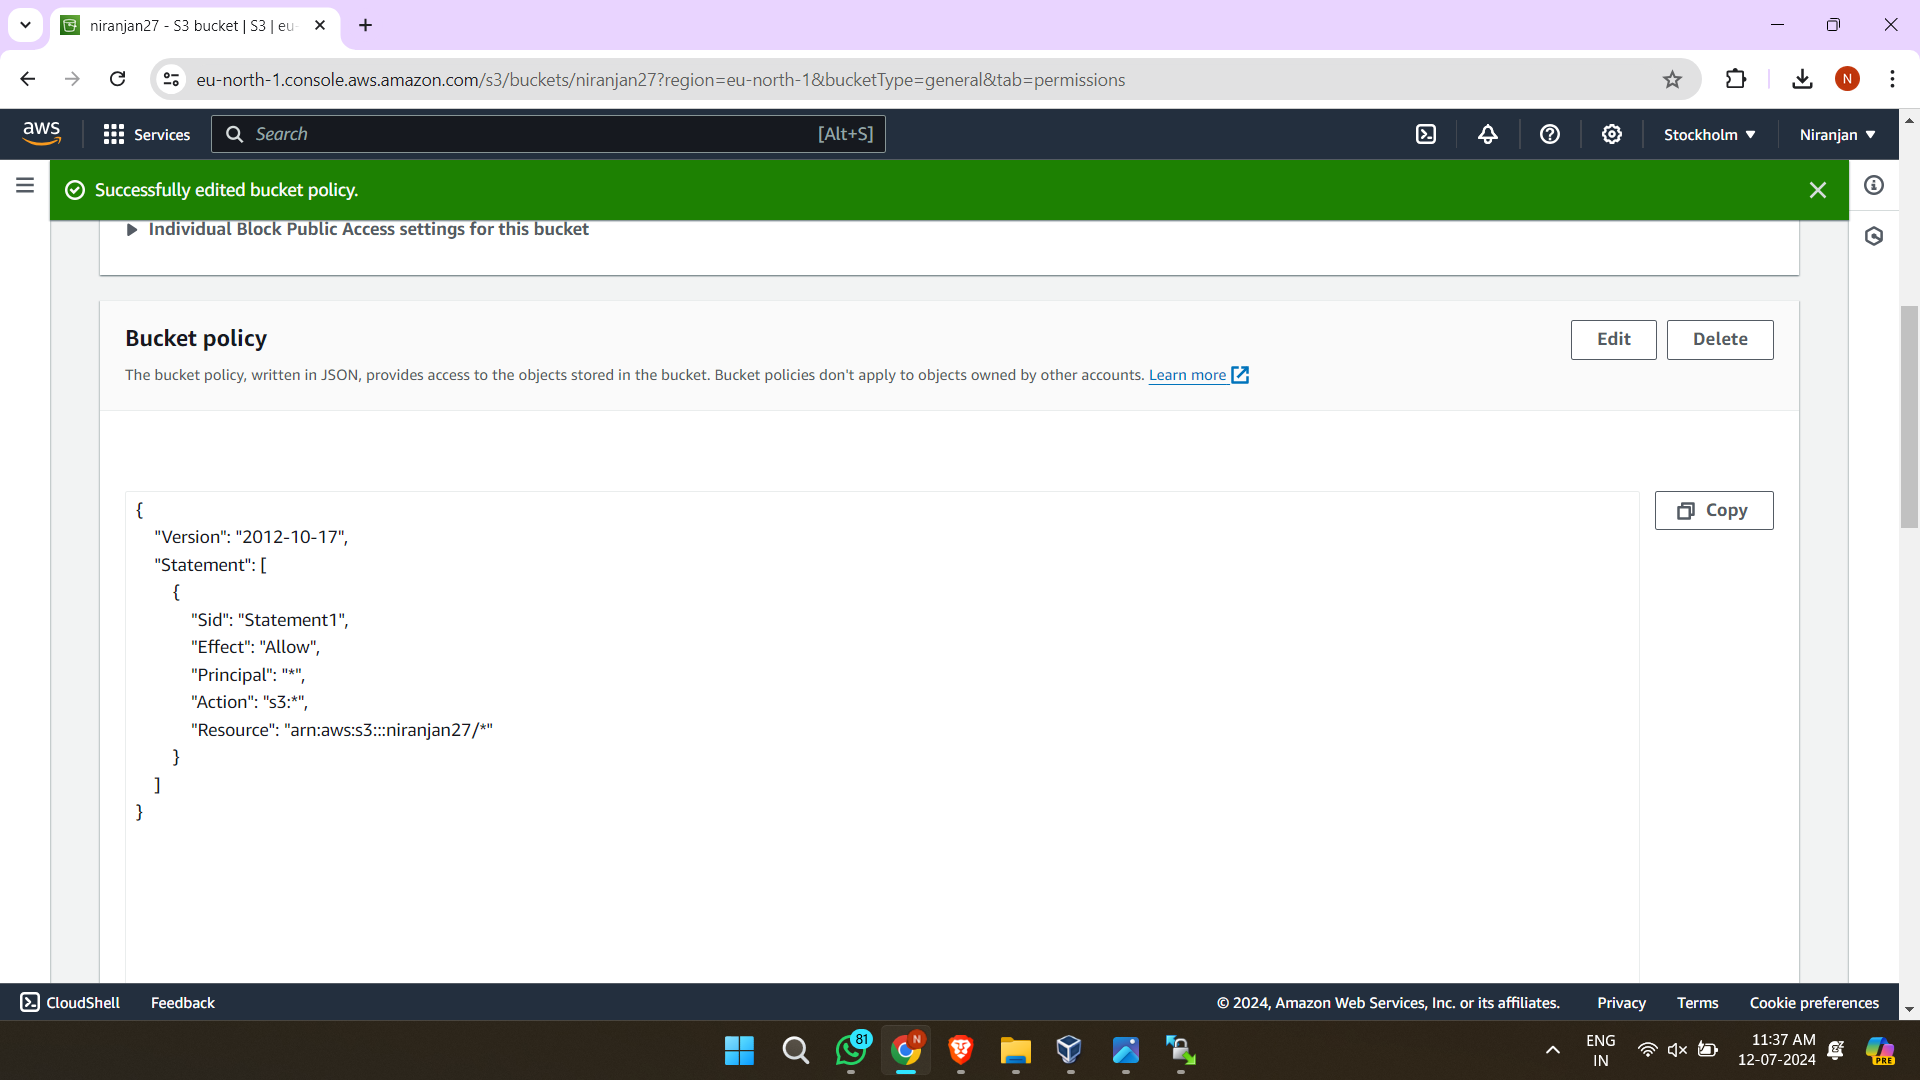 niranjan27 - S3 bucket | S3 | eu-
eu-north-1.console.aws.amazon.com/s3/buckets/niranjan27?region=eu-north-1&bucketType=general&tab=permissions
N
aws
Services
Search
[Alt+S]
Stockholm
Niranjan
Successfully edited bucket policy.
Individual Block Public Access settings for this bucket
Bucket policy
Edit
Delete
The bucket policy, written in JSON, provides access to the objects stored in the bucket. Bucket policies don't apply to objects owned by other accounts. Learn more
Copy
{
"Version": "2012-10-17",
"Statement": [
{
"Sid": "Statement1",
"Effect": "Allow",
"Principal": "*",
"Action": "s3:*",
"Resource": "arn:aws:s3:::niranjan27/*"
}
]
}
CloudShell
Feedback
© 2024, Amazon Web Services, Inc. or its affiliates.
Privacy
Terms
Cookie preferences
81
N
ENG
IN
11:37 AM
12-07-2024
PRE